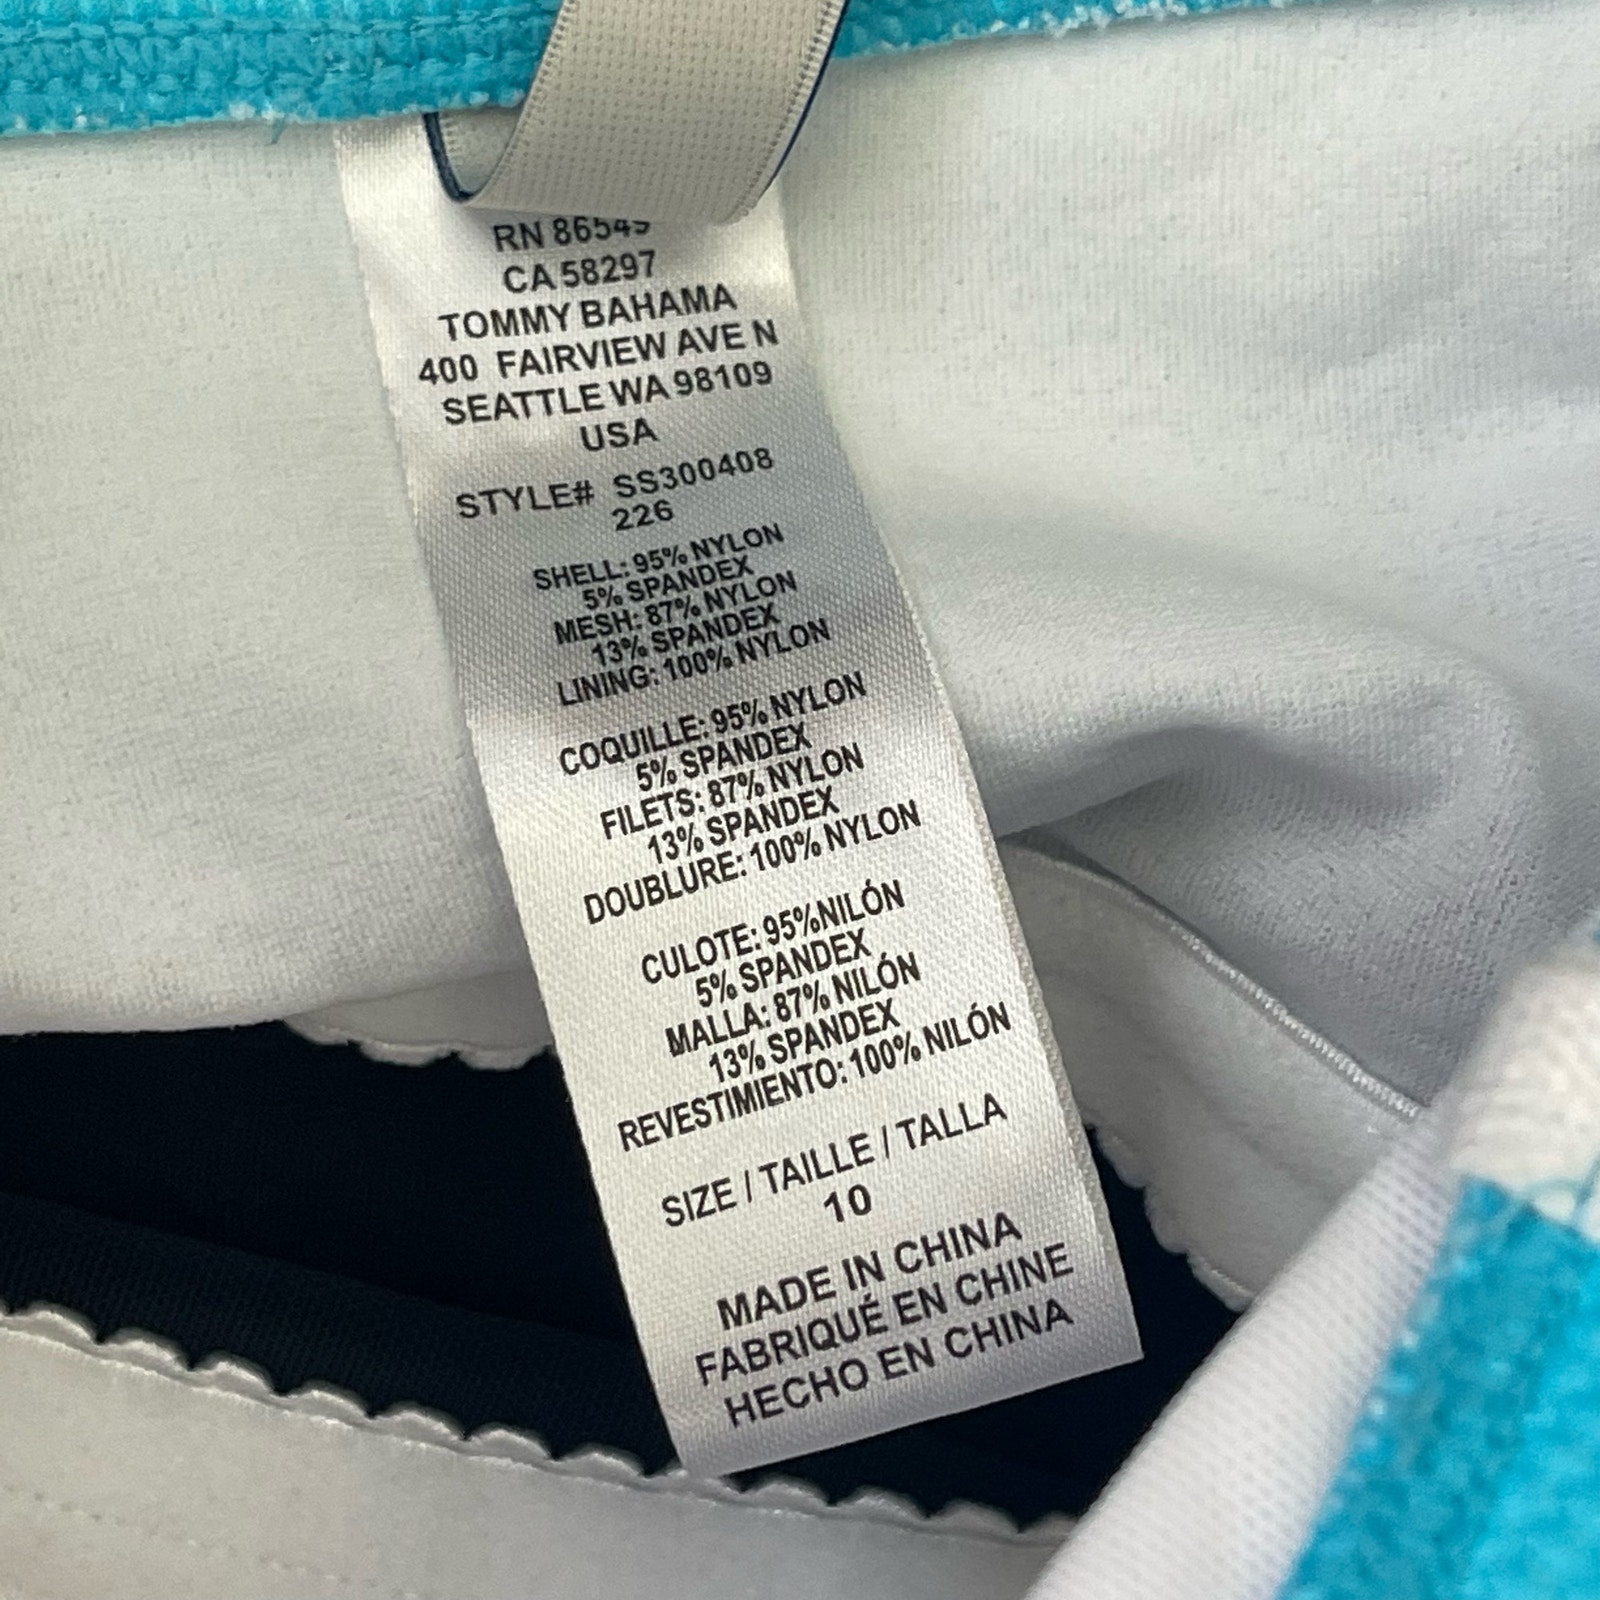 RN 86549
CA 58297
TOMMY BAHAMA
400 FAIRVIEW AVE N
SEATTLE WA 98109
USA
STYLE# SS300408
226
SHELL: 95% NYLON
5% SPANDEX
MESH: 87% NYLON
13% SPANDEX
LINING: 100% NYLON
COQUILLE: 95% NYLON
5% SPANDEX
FILETS: 87% NYLON
13% SPANDEX
DOUBLURE: 100% NYLON
CULOTE: 95%NILÓN
5% SPANDEX
MALLA: 87% NILÓN
13% SPANDEX
REVESTIMIENTO: 100% NILÓN
SIZE / TAILLE / TALLA
10
MADE IN CHINA
FABRIQUÉ EN CHINE
HECHO EN CHINA